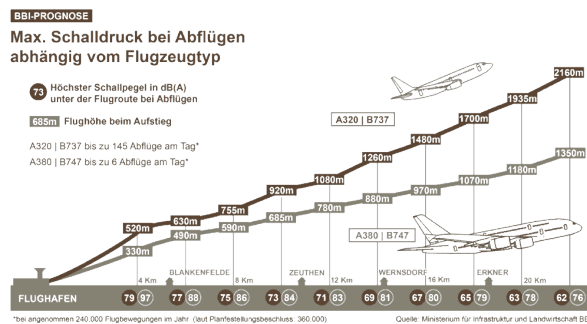 BBI-PROGNOSE
Max. Schalldruck bei Abflügen
abhängig vom Flugzeugtyp
73 Höchster Schallpegel in dB(A)
unter der Flugroute bei Abflügen
685m Flughöhe beim Aufstieg
A320 | B737 bis zu 145 Abflüge am Tag*
A380 | B747 bis zu 6 Abflüge am Tag*
A320 | B737
520m 630m 755m 920m 1080m 1260m 1480m 1700m 1935m 2160m
330m 490m 590m 685m 780m 880m 970m 1070m 1180m 1350m
A380 | B747
4 Km BLANKENFELDE 8 Km ZEUTHEN 12 Km WERNSDORF 16 Km ERKNER 20 Km
FLUGHAFEN 79 97 77 88 75 86 73 84 71 83 69 81 67 80 65 79 63 78 62 76
*bei angenommen 240.000 Flugbewegungen im Jahr (laut Planfestellungsbeschluss: 360.000)
Quelle: Ministerium für Infrastruktur und Landwirtschaft BB